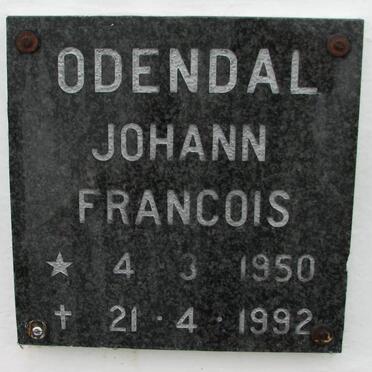 ODENDAL
JOHANN
FRANCOIS
★ 4 · 3 · 1950
✝ 21 · 4 · 1992